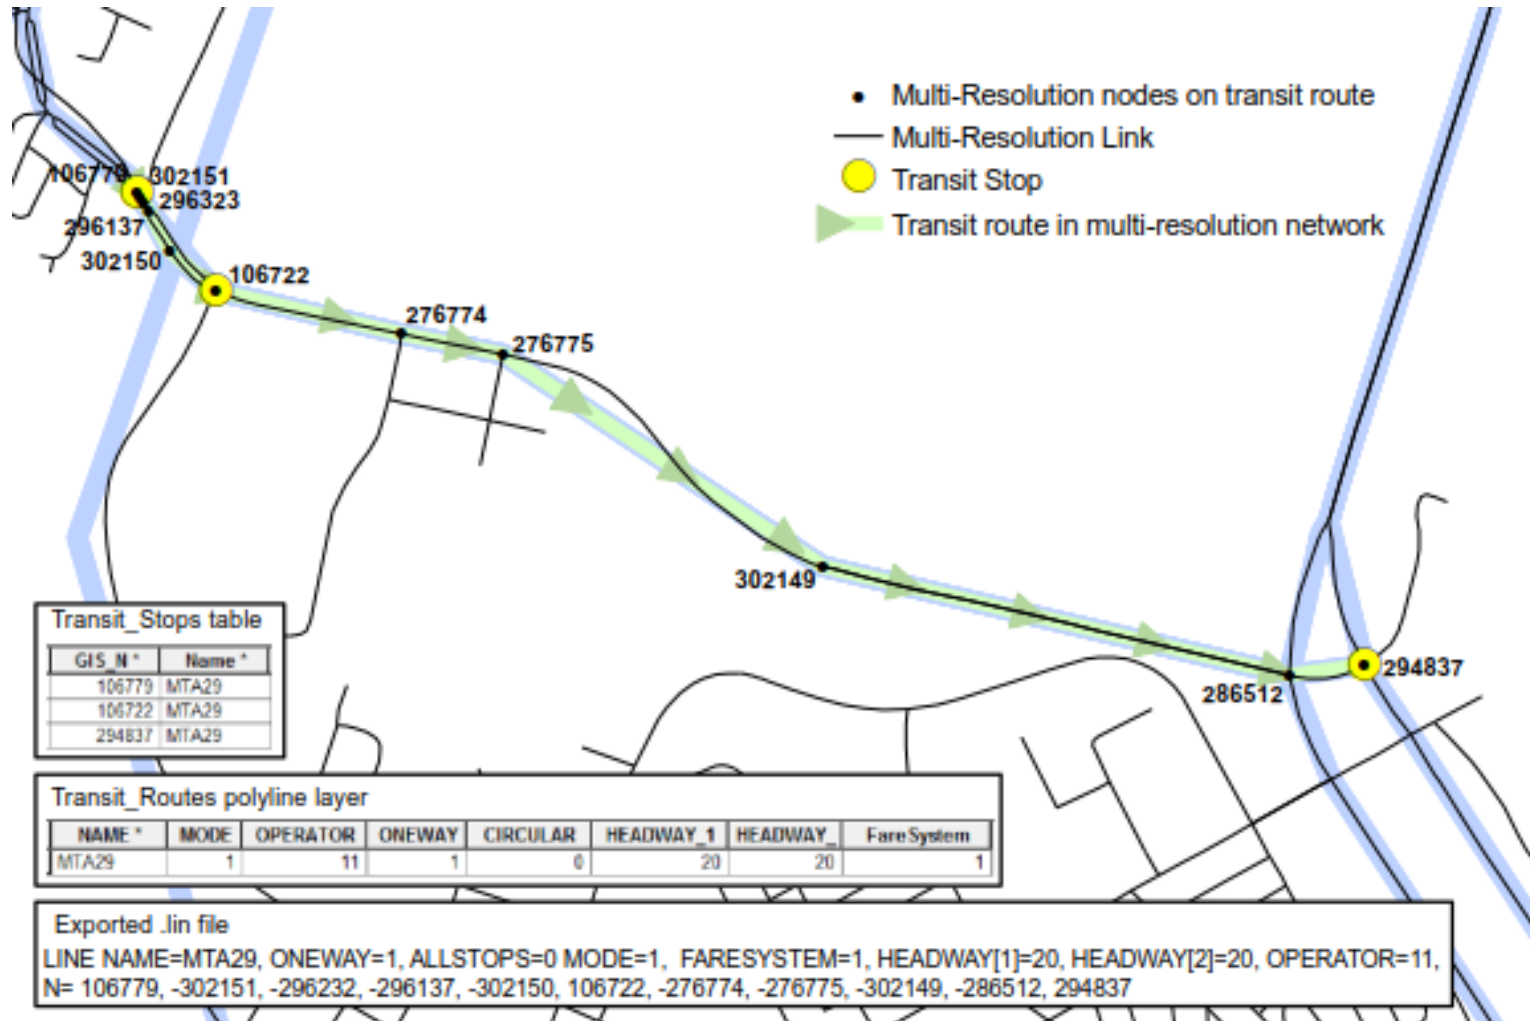 Multi-Resolution nodes on transit route
Multi-Resolution Link
Transit Stop
Transit route in multi-resolution network
106779
302151
296323
296137
302150
106722
276774
276775
302149
286512
294837
Transit_Stops table
GIS_N * Name *
106779 MTA29
106722 MTA29
294837 MTA29
Transit_Routes polyline layer
NAME * MODE OPERATOR ONEWAY CIRCULAR HEADWAY_1 HEADWAY_ FareSystem
MTA29 1 11 1 0 20 20 1
Exported .lin file
LINE NAME=MTA29, ONEWAY=1, ALLSTOPS=0 MODE=1, FARESYSTEM=1, HEADWAY[1]=20, HEADWAY[2]=20, OPERATOR=11,
N= 106779, -302151, -296232, -296137, -302150, 106722, -276774, -276775, -302149, -286512, 294837